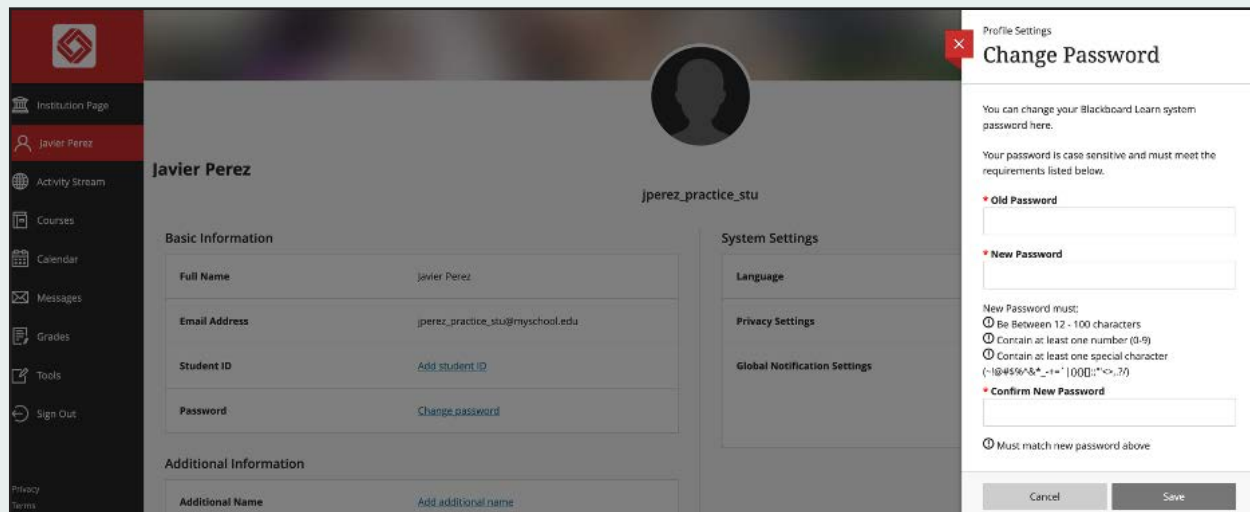 Institution Page
Javier Perez
Activity Stream
Courses
Calendar
Messages
Grades
Tools
Sign Out
Privacy
Terms
Javier Perez
jperez_practice_stu
Basic Information
Full Name Javier Perez
Email Address jperez_practice_stu@myschool.edu
Student ID Add student ID
Password Change password
Additional Information
Additional Name Add additional name
System Settings
Language
Privacy Settings
Global Notification Settings
Profile Settings
Change Password
You can change your Blackboard Learn system
password here.
Your password is case sensitive and must meet the
requirements listed below.
* Old Password
* New Password
New Password must:
Be Between 12 - 100 characters
Contain at least one number (0-9)
Contain at least one special character
* Confirm New Password
Must match new password above
Cancel
Save